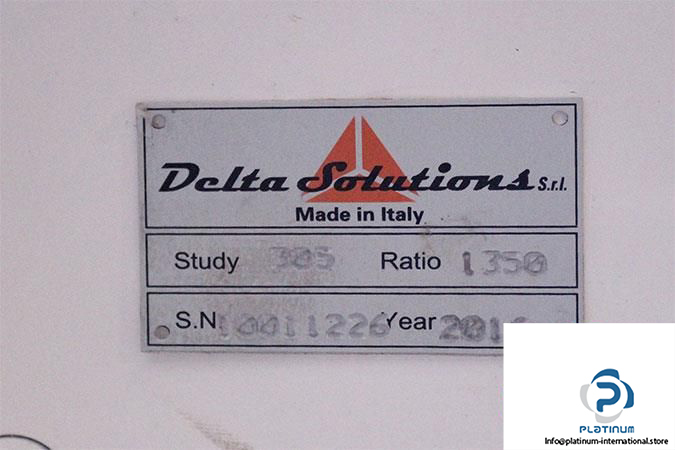 Delta Solutions S.r.l.
Made in Italy
Study 305 Ratio 1350
S.N. 10011226 Year
PLATINUM
Info@platinum-international.store